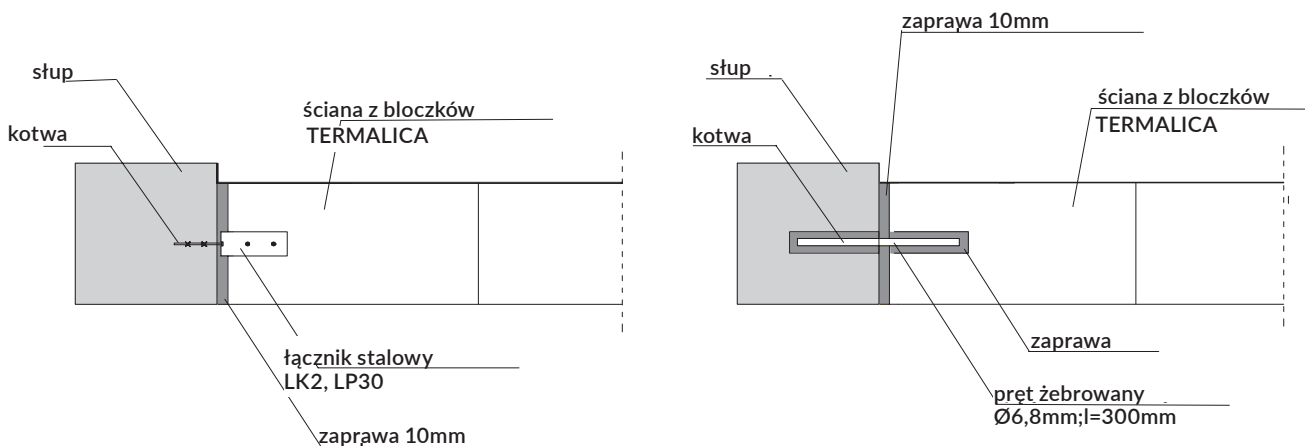 słup
kotwa
ściana z bloczków
TERMALICA
łącznik stalowy
LK2, LP30
zaprawa 10mm
zaprawa 10mm
słup
kotwa
ściana z bloczków
TERMALICA
zaprawa
pręt żebrowany
Ø6,8mm;l=300mm